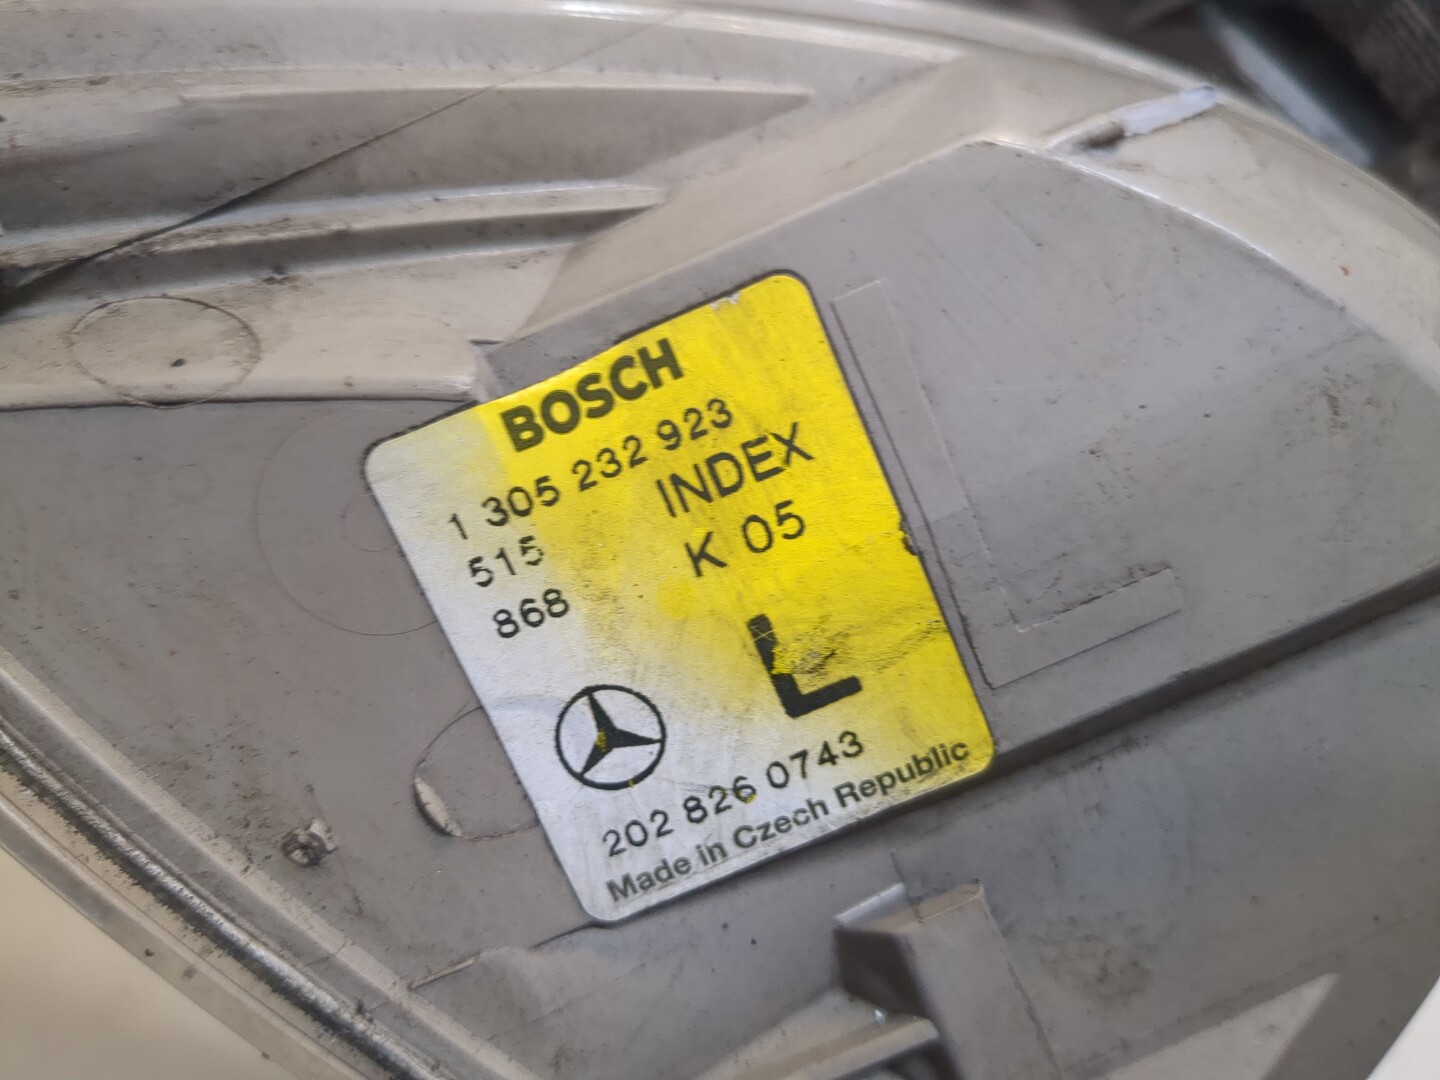 BOSCH
1 305 232 923
515 INDEX
868 K 05
L
202 826 0743
Made in Czech Republic